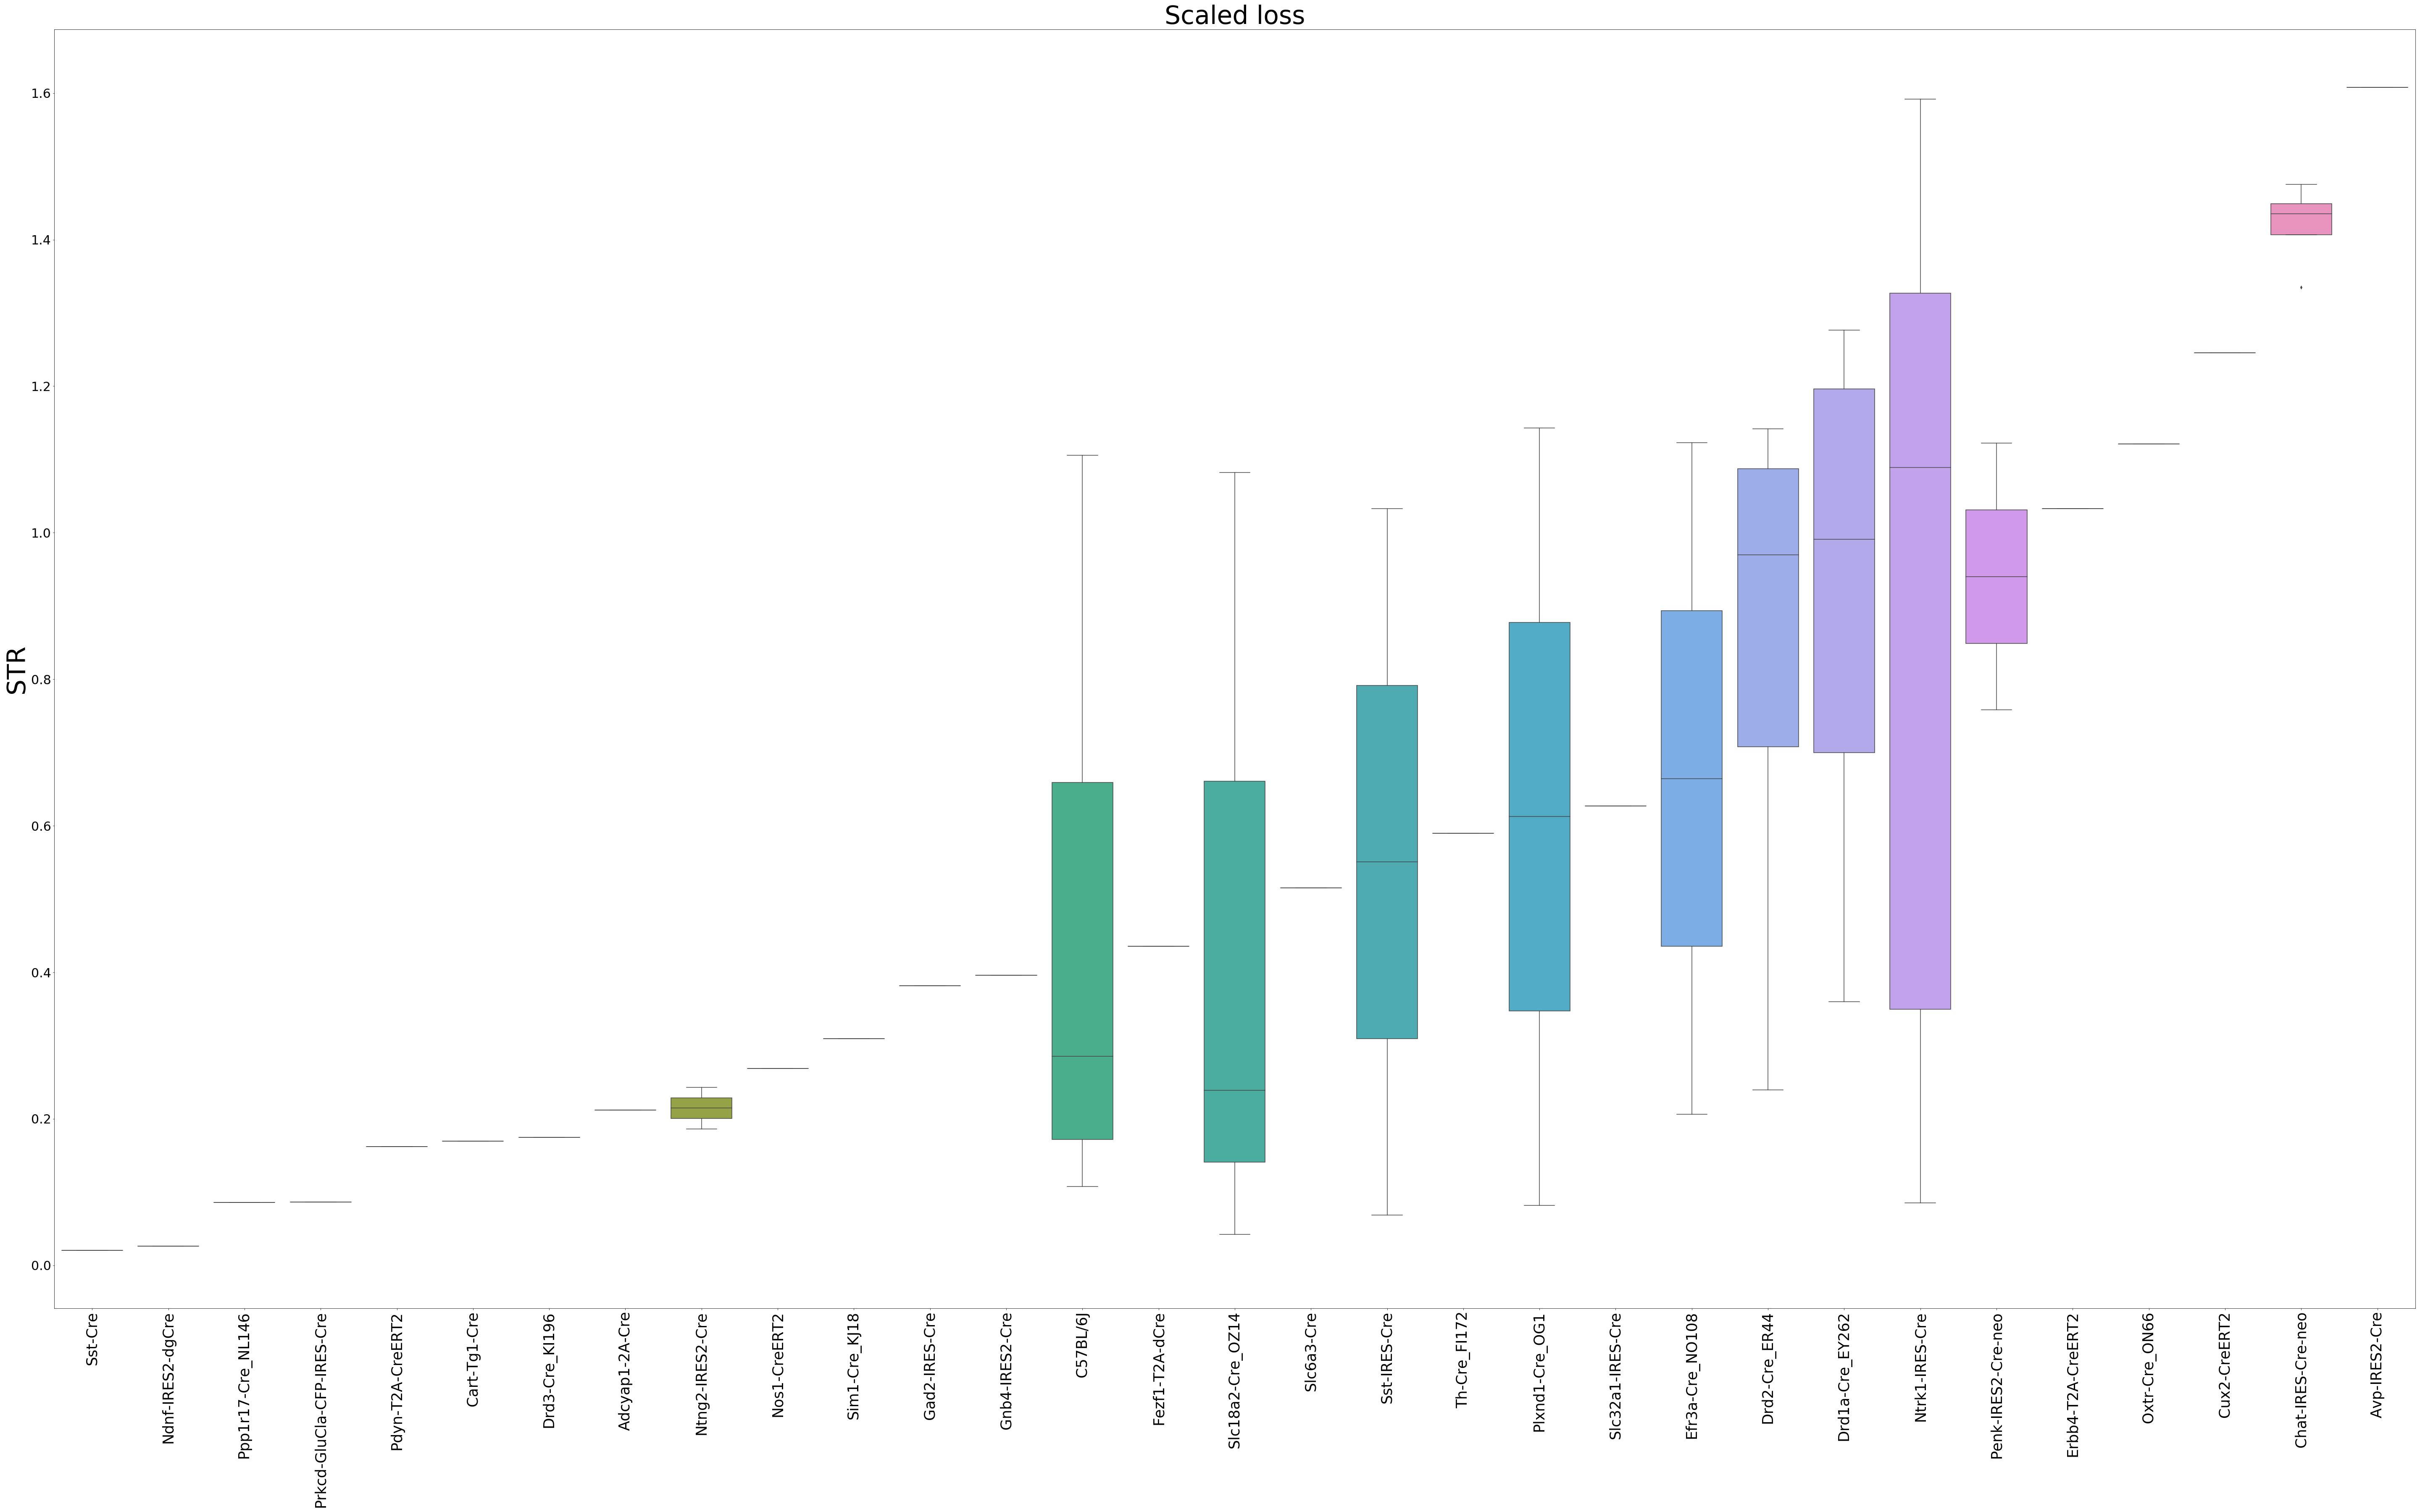 Scaled loss
STR
1.6
1.4
1.2
1.0
0.8
0.6
0.4
0.2
0.0
Sst-Cre
Ndnf-IRES2-dgCre
Ppp1r17-Cre_NL146
Prkcd-GluCla-CFP-IRES-Cre
Pdyn-T2A-CreERT2
Cart-Tg1-Cre
Drd3-Cre_KI196
Adcyap1-2A-Cre
Ntng2-IRES2-Cre
Nos1-CreERT2
Sim1-Cre_KJ18
Gad2-IRES-Cre
Gnb4-IRES2-Cre
C57BL/6J
Fezf1-T2A-dCre
Slc18a2-Cre_OZ14
Slc6a3-Cre
Sst-IRES-Cre
Th-Cre_FI172
Plxnd1-Cre_OG1
Slc32a1-IRES-Cre
Efr3a-Cre_NO108
Drd2-Cre_ER44
Drd1a-Cre_EY262
Ntrk1-IRES-Cre
Penk-IRES2-Cre-neo
Erbb4-T2A-CreERT2
Oxtr-Cre_ON66
Cux2-CreERT2
Chat-IRES-Cre-neo
Avp-IRES2-Cre